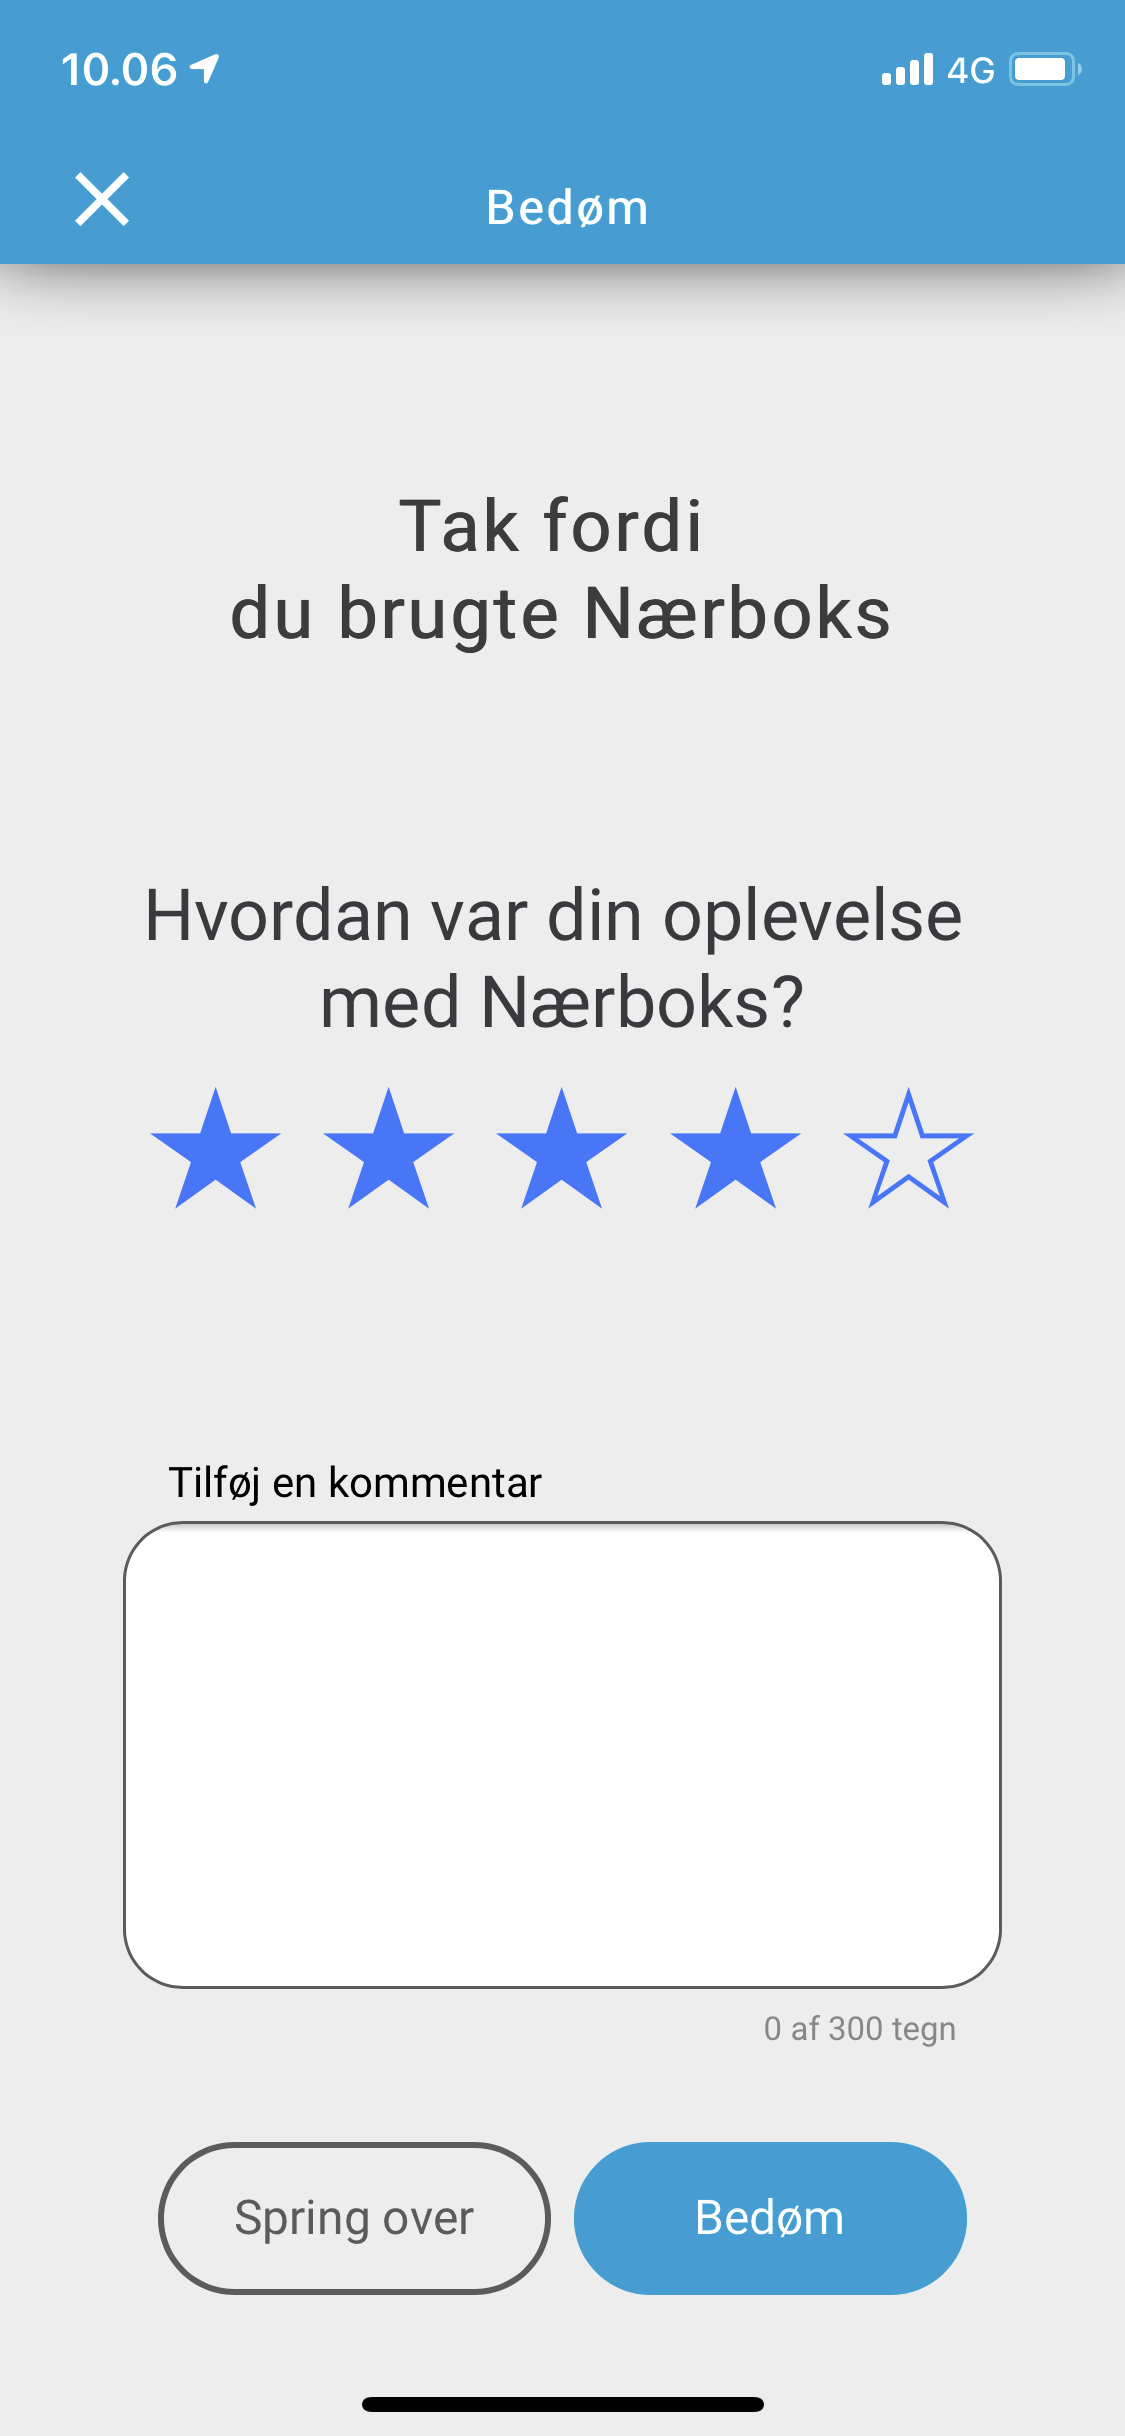 10.06
4G
Bedøm
Tak fordi
du brugte Nærboks
Hvordan var din oplevelse
med Nærboks?
Tilføj en kommentar
0 af 300 tegn
Spring over
Bedøm